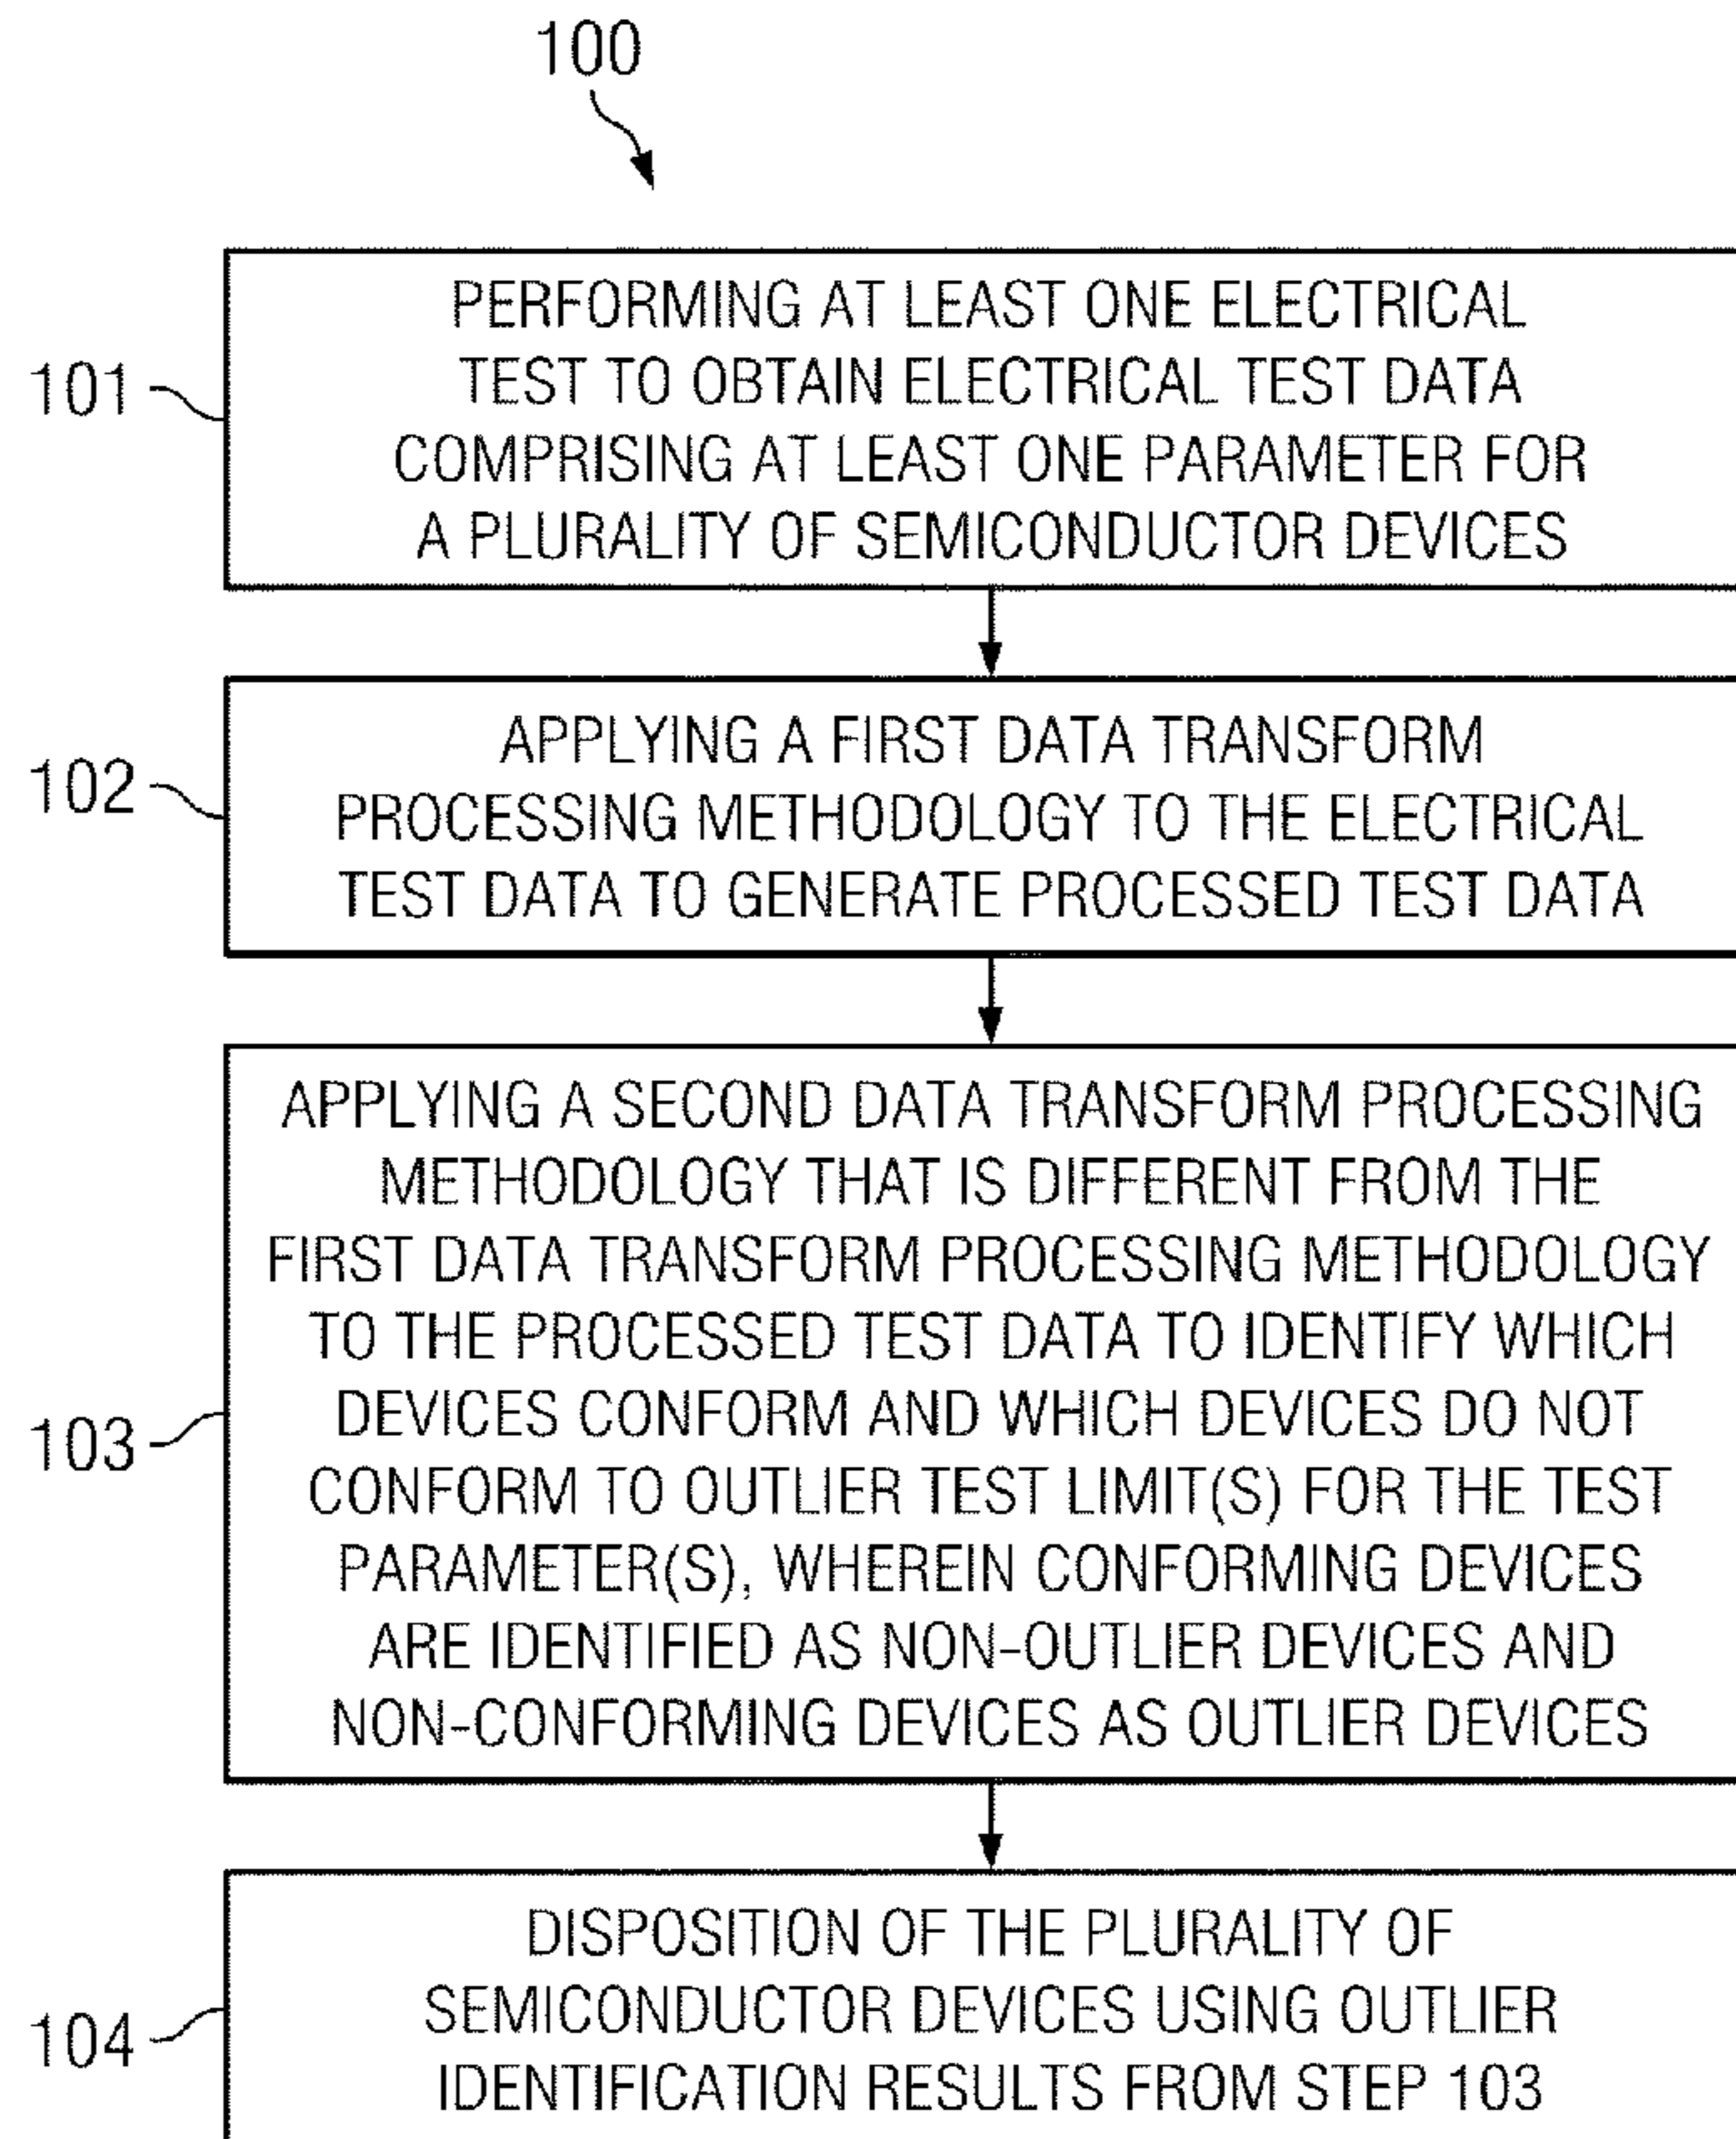 100
101
PERFORMING AT LEAST ONE ELECTRICAL
TEST TO OBTAIN ELECTRICAL TEST DATA
COMPRISING AT LEAST ONE PARAMETER FOR
A PLURALITY OF SEMICONDUCTOR DEVICES
102
APPLYING A FIRST DATA TRANSFORM
PROCESSING METHODOLOGY TO THE ELECTRICAL
TEST DATA TO GENERATE PROCESSED TEST DATA
103
APPLYING A SECOND DATA TRANSFORM PROCESSING
METHODOLOGY THAT IS DIFFERENT FROM THE
FIRST DATA TRANSFORM PROCESSING METHODOLOGY
TO THE PROCESSED TEST DATA TO IDENTIFY WHICH
DEVICES CONFORM AND WHICH DEVICES DO NOT
CONFORM TO OUTLIER TEST LIMIT(S) FOR THE TEST
PARAMETER(S), WHEREIN CONFORMING DEVICES
ARE IDENTIFIED AS NON-OUTLIER DEVICES AND
NON-CONFORMING DEVICES AS OUTLIER DEVICES
104
DISPOSITION OF THE PLURALITY OF
SEMICONDUCTOR DEVICES USING OUTLIER
IDENTIFICATION RESULTS FROM STEP 103